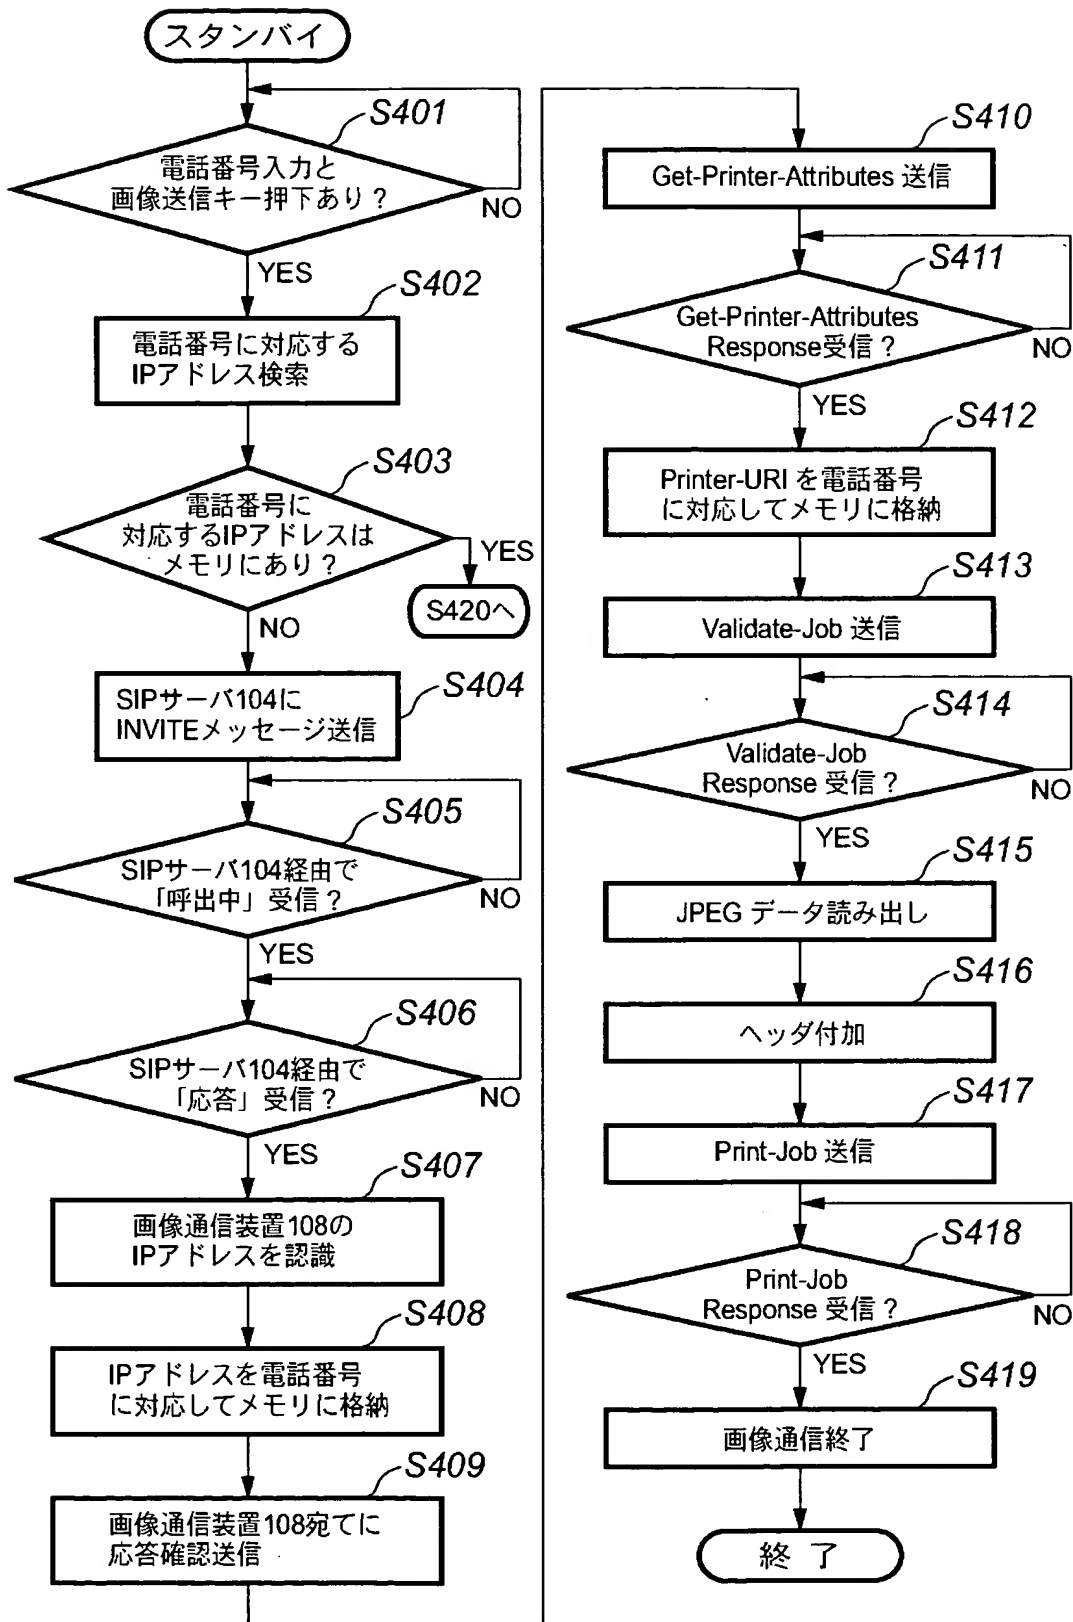 スタンバイ
S401
電話番号入力と
画像送信キー押下あり？
NO
YES
S402
電話番号に対応する
IPアドレス検索
S403
電話番号に
対応するIPアドレスは
メモリにあり？
YES
S420へ
NO
S404
SIPサーバ104に
INVITEメッセージ送信
S405
SIPサーバ104経由で
「呼出中」受信？
NO
YES
S406
SIPサーバ104経由で
「応答」受信？
NO
YES
S407
画像通信装置108の
IPアドレスを認識
S408
IPアドレスを電話番号
に対応してメモリに格納
S409
画像通信装置108宛てに
応答確認送信
S410
Get-Printer-Attributes 送信
S411
Get-Printer-Attributes
Response受信？
NO
YES
S412
Printer-URI を電話番号
に対応してメモリに格納
S413
Validate-Job 送信
S414
Validate-Job
Response 受信？
NO
YES
S415
JPEG データ読み出し
S416
ヘッダ付加
S417
Print-Job 送信
S418
Print-Job
Response 受信？
NO
YES
S419
画像通信終了
終 了